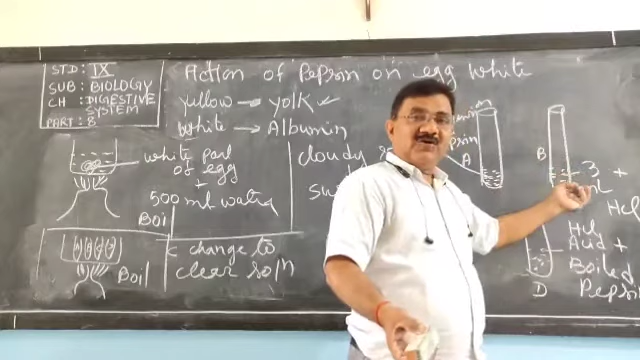 STD: IX
SUB: BIOLOGY
CH: DIGESTIVE
SYSTEM
PART: 8
Action of Pepsin on egg white
yellow → yolk ✓
White → Albumin
white part
of egg
+
500 ml water
Boil
cloudy
A
B
3 +
ml
Hcl
Hcl
Acid +
Boiled
Pepsin
D
Boil
change to
clear soln